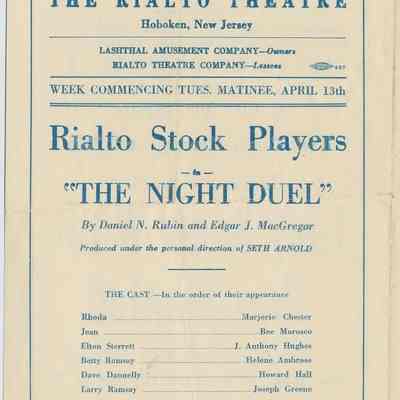 THE RIALTO THEATRE
Hoboken, New Jersey
LASHTHAL AMUSEMENT COMPANY—Owners
RIALTO THEATRE COMPANY—Lessees
WEEK COMMENCING TUES. MATINEE, APRIL 13th
Rialto Stock Players
— in —
"THE NIGHT DUEL"
By Daniel N. Rubin and Edgar J. MacGregor
Produced under the personal direction of SETH ARNOLD
THE CAST —In the order of their appearance
Rhoda Marjorie Chester
Jean Bee Morosco
Elton Sterrett J. Anthony Hughes
Betty Ramsay Helene Ambrose
Dave Dannelly Howard Hall
Larry Ramsay Joseph Greene